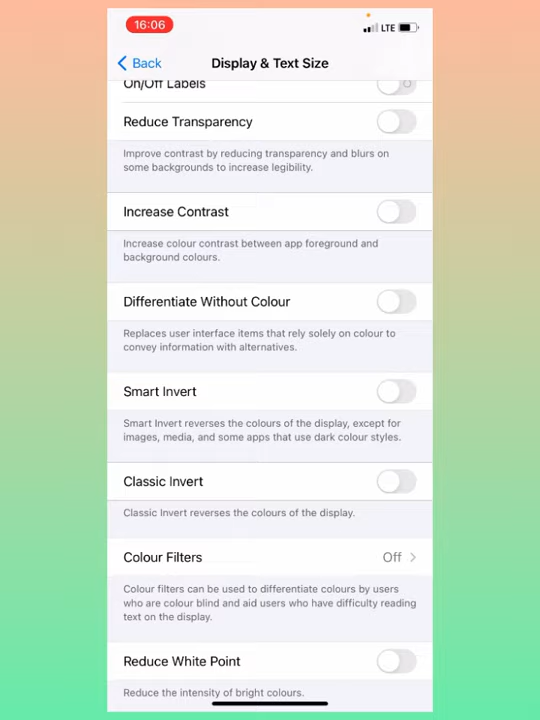 16:06
LTE
Back
Display & Text Size
On/Off Labels
Reduce Transparency
Improve contrast by reducing transparency and blurs on
some backgrounds to increase legibility.
Increase Contrast
Increase colour contrast between app foreground and
background colours.
Differentiate Without Colour
Replaces user interface items that rely solely on colour to
convey information with alternatives.
Smart Invert
Smart Invert reverses the colours of the display, except for
images, media, and some apps that use dark colour styles.
Classic Invert
Classic Invert reverses the colours of the display.
Colour Filters Off
Colour filters can be used to differentiate colours by users
who are colour blind and aid users who have difficulty reading
text on the display.
Reduce White Point
Reduce the intensity of bright colours.